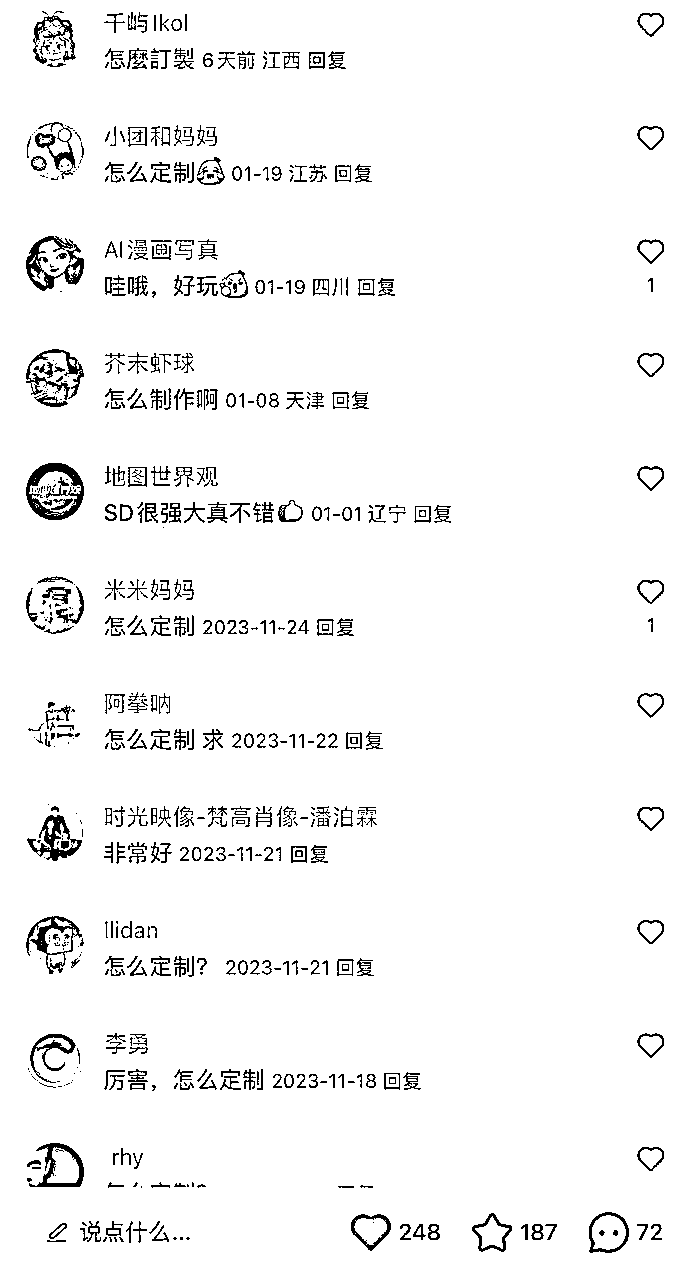 千屿lkol
怎麼訂製 6天前 江西 回复
小团和妈妈
怎么定制 01-19 江苏 回复
AI漫画写真
哇哦，好玩 01-19 四川 回复
1
芥末虾球
怎么制作啊 01-08 天津 回复
地图世界观
SD很强大真不错 01-01 辽宁 回复
米米妈妈
怎么定制 2023-11-24 回复
1
阿拳呐
怎么定制 求 2023-11-22 回复
时光映像-梵高肖像-潘泊霖
非常好 2023-11-21 回复
llidan
怎么定制？ 2023-11-21 回复
李勇
厉害，怎么定制 2023-11-18 回复
rhy
说点什么... 248 187 72